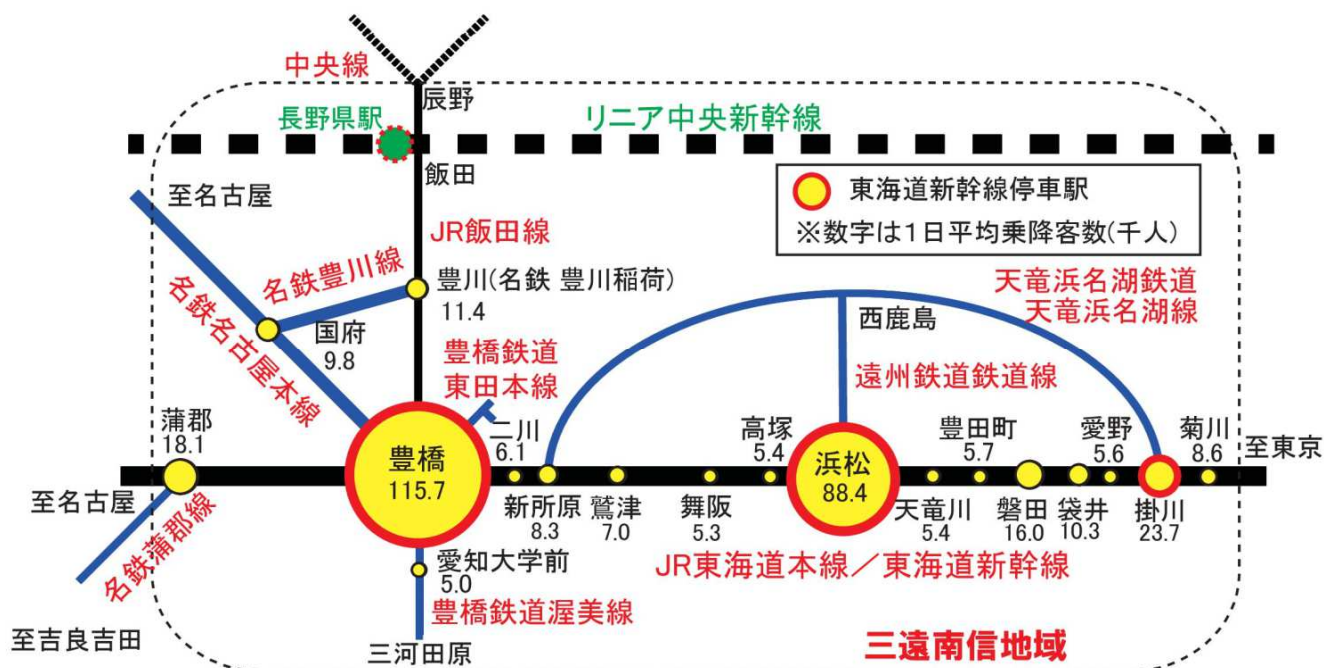 中央線
辰野
長野県駅
リニア中央新幹線
飯田
至名古屋
東海道新幹線停車駅
※数字は1日平均乗降客数(千人)
JR飯田線
名鉄豊川線
豊川(名鉄 豊川稲荷)
11.4
天竜浜名湖鉄道
天竜浜名湖線
名鉄名古屋本線
国府
9.8
西鹿島
豊橋鉄道
東田本線
遠州鉄道鉄道線
蒲郡
18.1
豊橋
115.7
二川
6.1
高塚
5.4
浜松
88.4
豊田町
5.7
愛野
5.6
菊川
8.6
至東京
至名古屋
新所原
8.3
鷲津
7.0
舞阪
5.3
天竜川
5.4
磐田
16.0
袋井
10.3
掛川
23.7
名鉄蒲郡線
愛知大学前
5.0
JR東海道本線／東海道新幹線
豊橋鉄道渥美線
至吉良吉田
三河田原
三遠南信地域